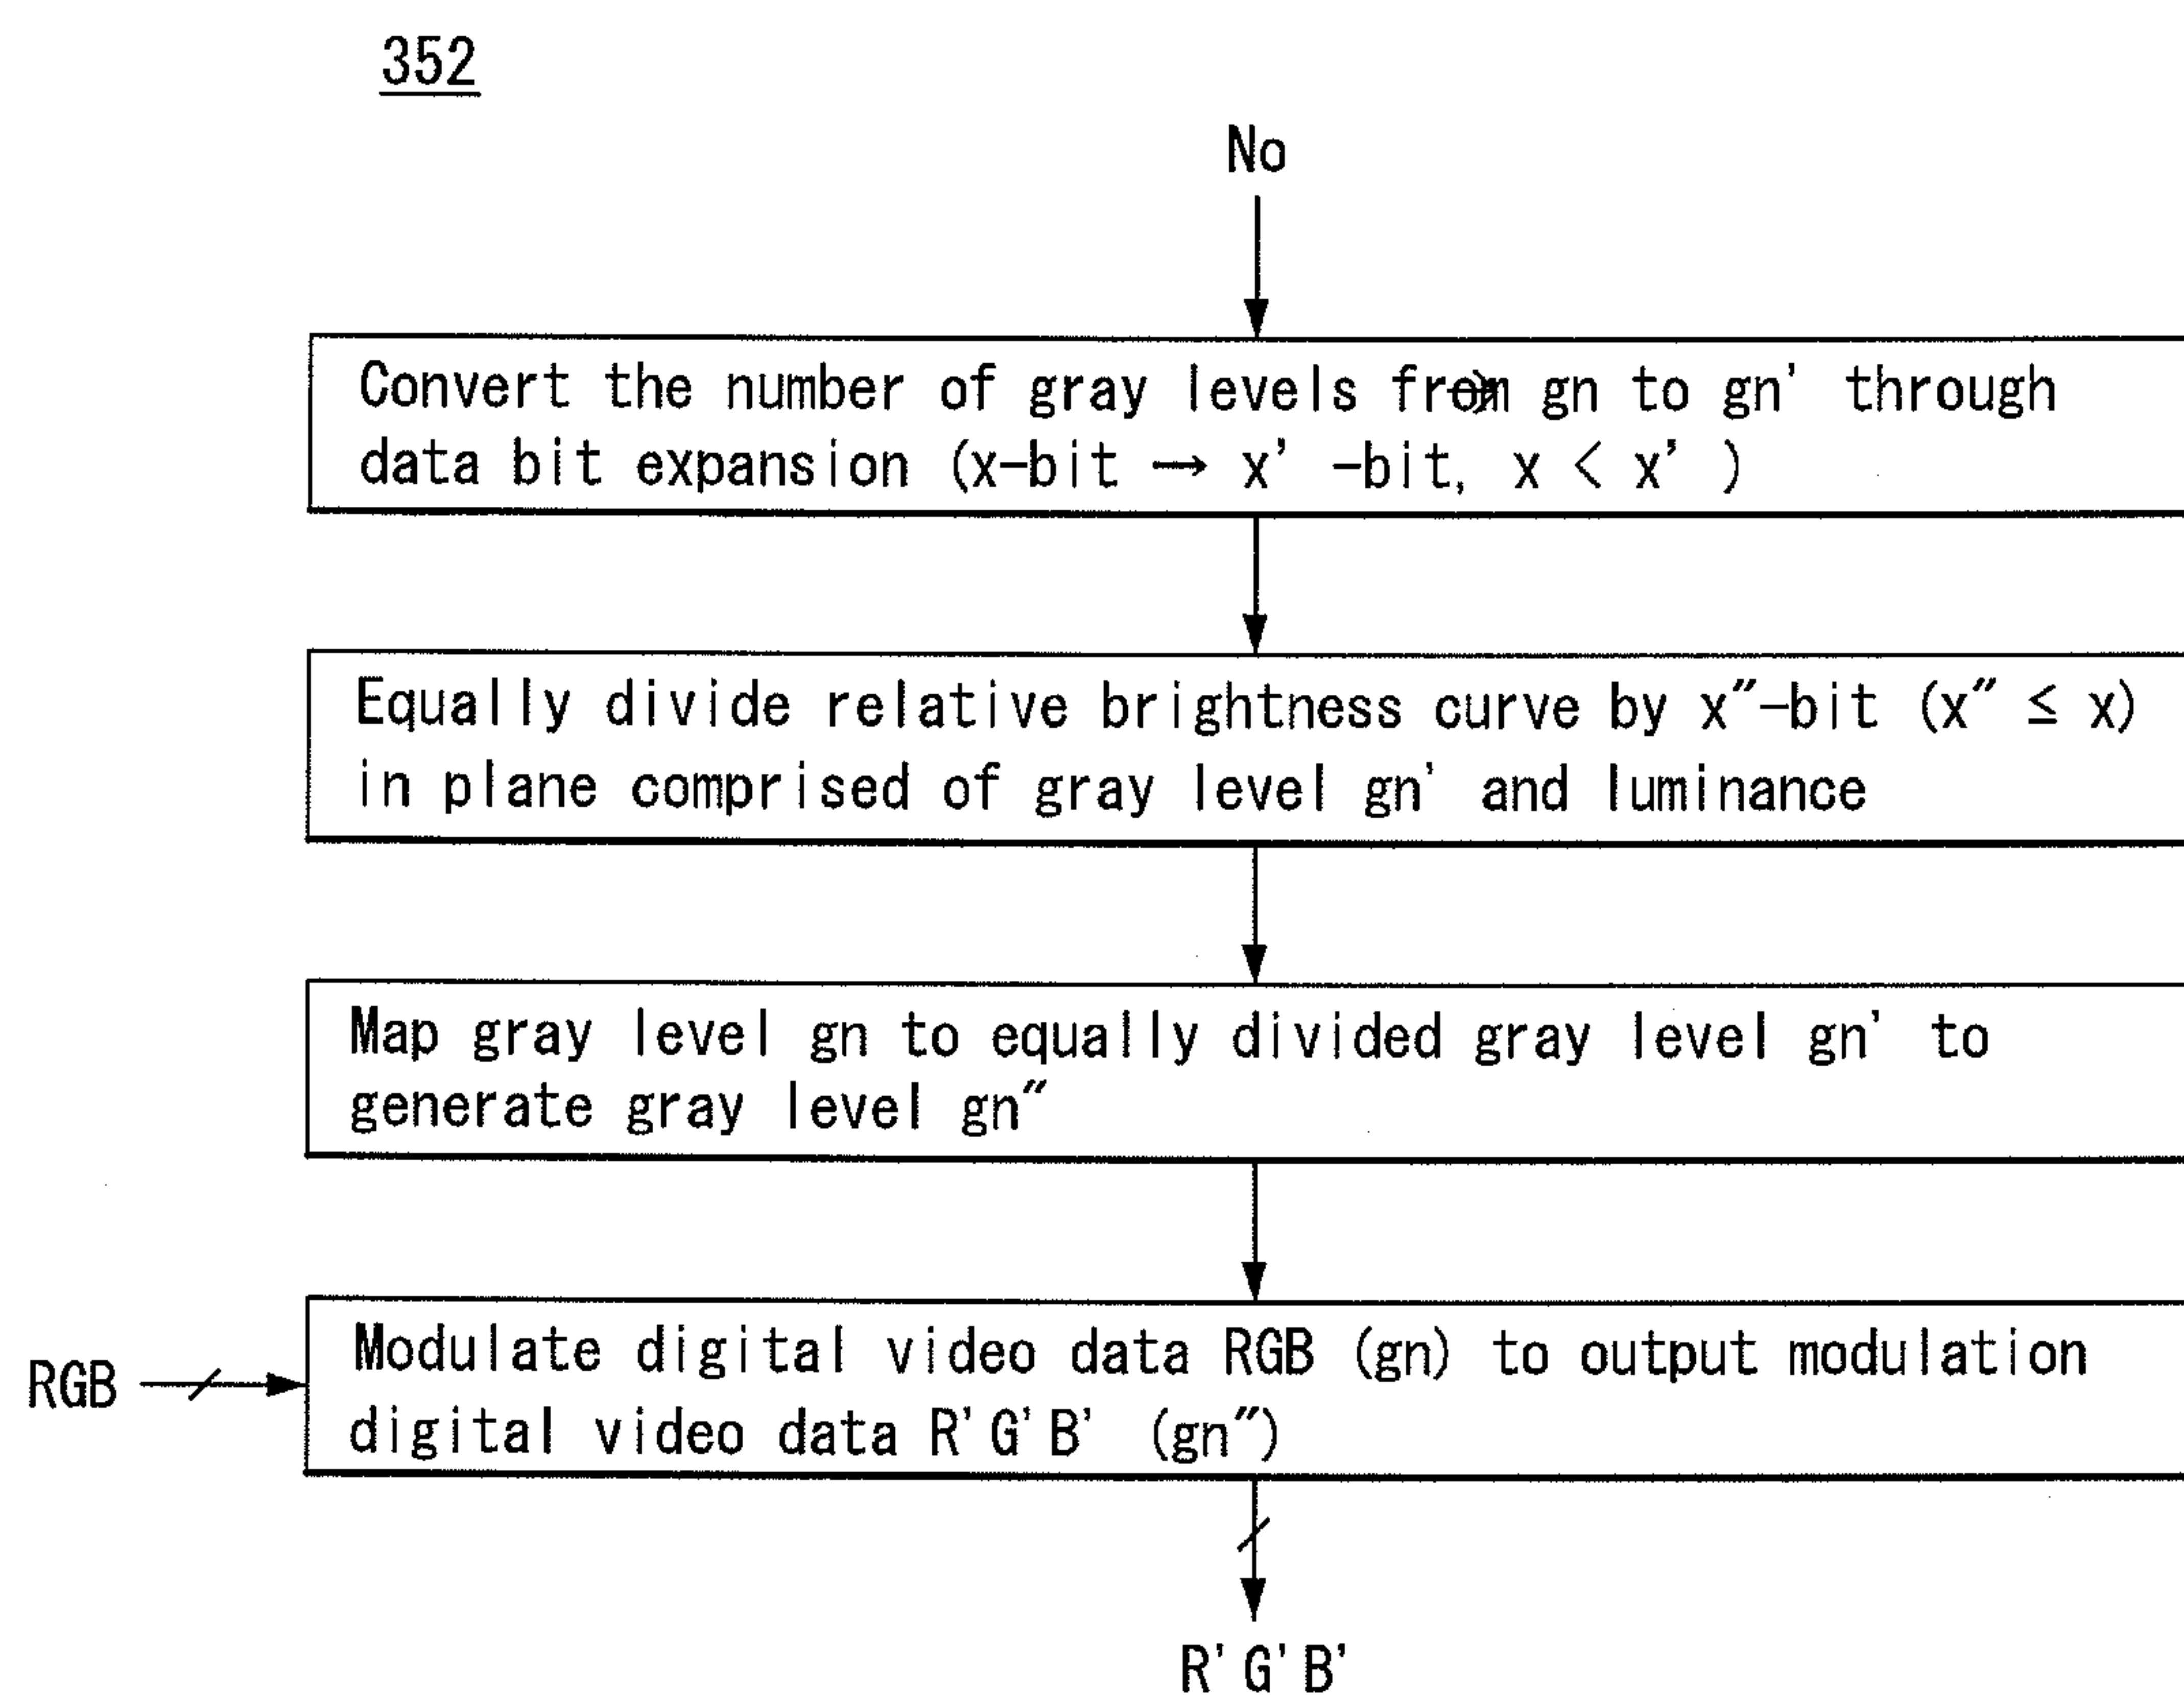 352
No
Convert the number of gray levels from gn to gn' through
data bit expansion (x-bit → x' -bit, x < x' )
Equally divide relative brightness curve by x"-bit (x" ≤ x)
in plane comprised of gray level gn' and luminance
Map gray level gn to equally divided gray level gn' to
generate gray level gn"
RGB
Modulate digital video data RGB (gn) to output modulation
digital video data R'G'B' (gn")
R'G'B'